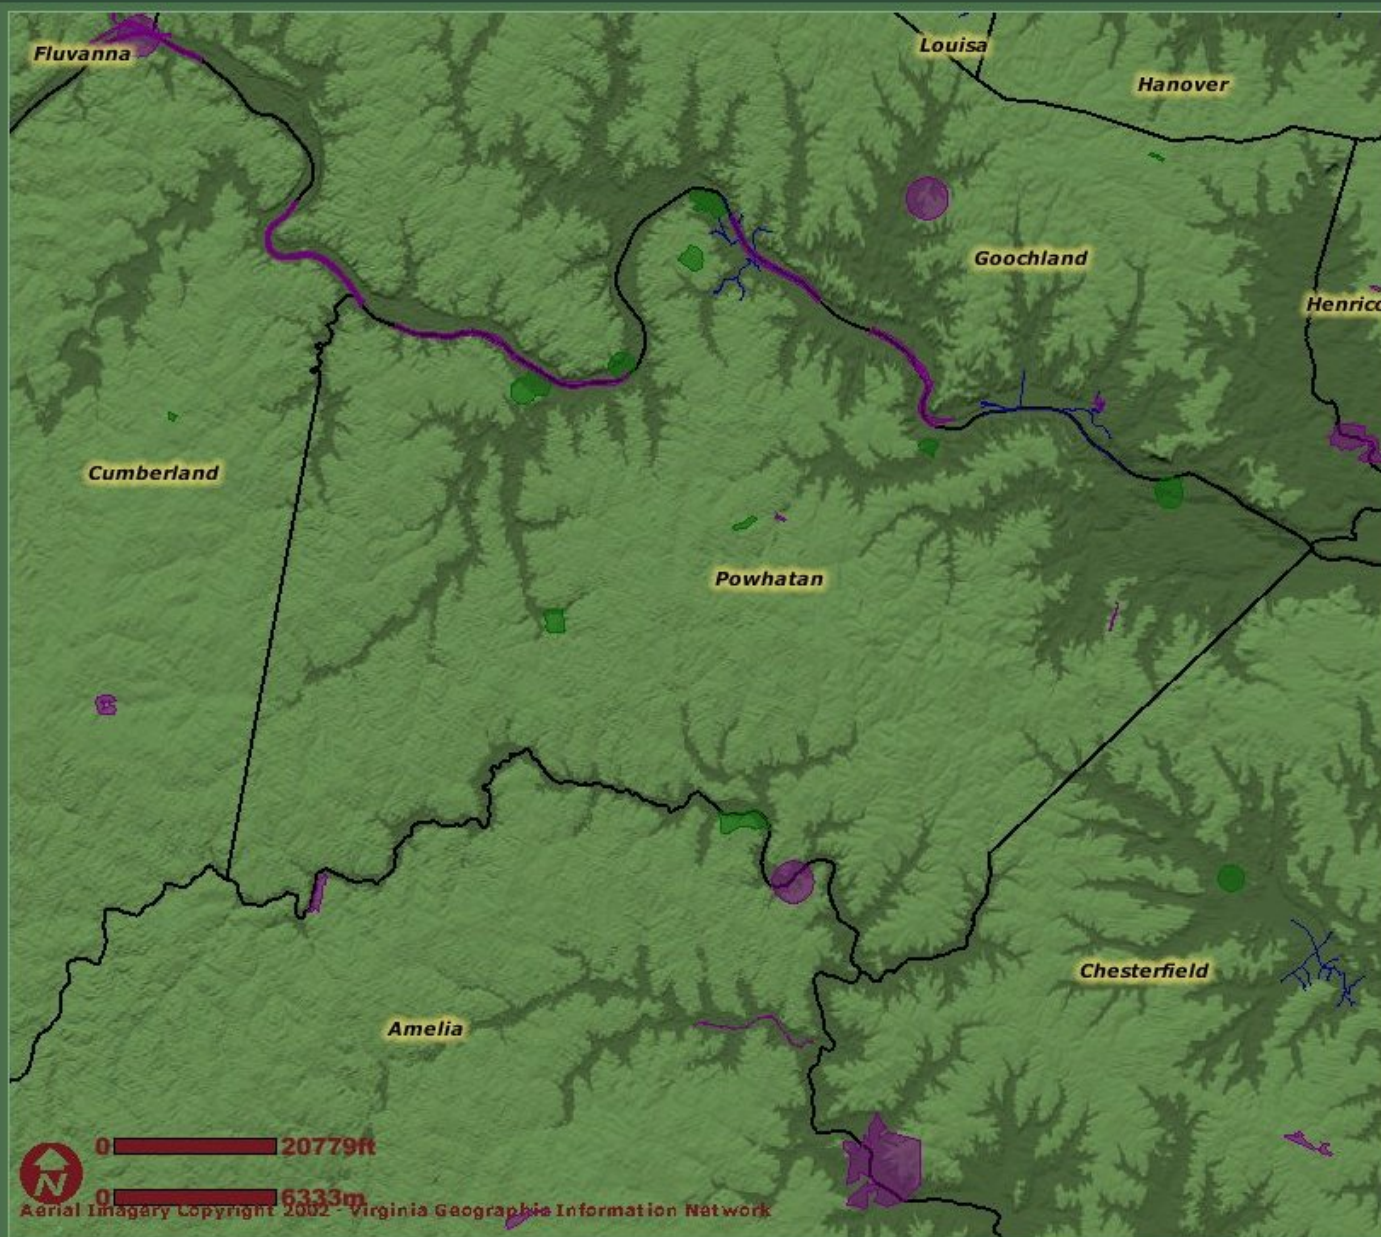 Louisa
Fluvanna
Hanover
Goochland
Henrico
Cumberland
Powhatan
Chesterfield
Amelia
0 20779ft
N
0 6333m
Aerial Imagery Copyright 2002 - Virginia Geographic Information Network